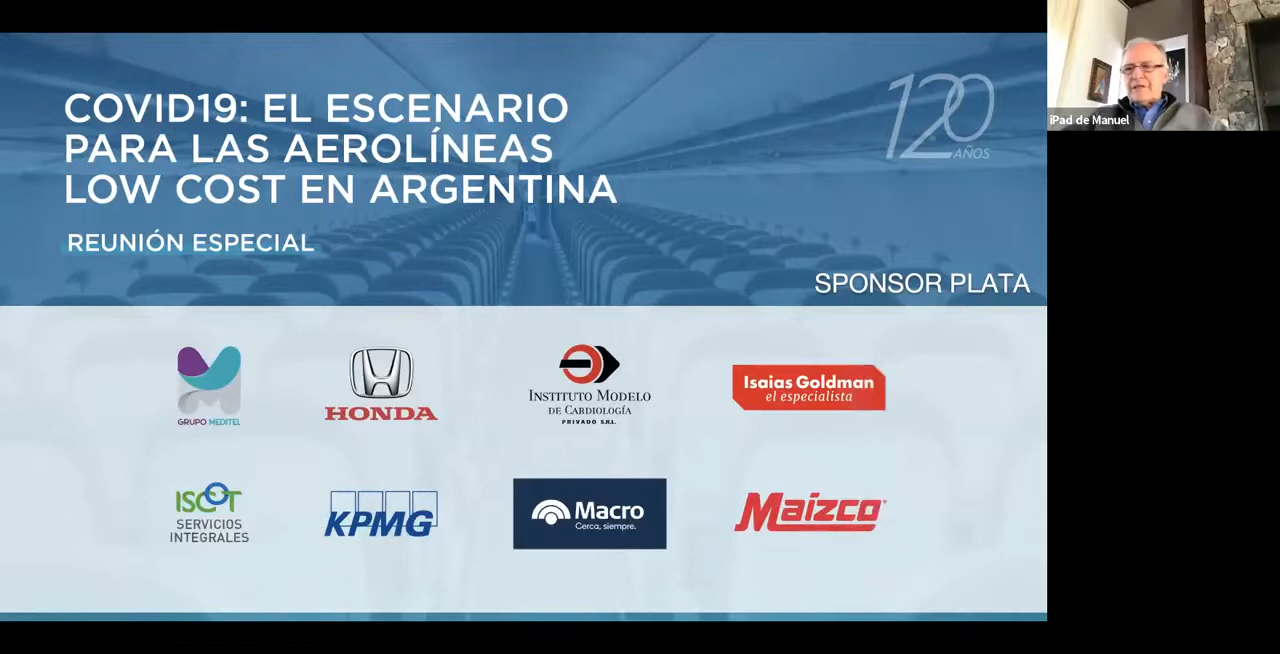 COVID19: EL ESCENARIO
PARA LAS AEROLÍNEAS
LOW COST EN ARGENTINA
REUNIÓN ESPECIAL
120
AÑOS
SPONSOR PLATA
iPad de Manuel
GRUPO MEDITEL
HONDA
INSTITUTO MODELO
DE CARDIOLOGÍA
PRIVADO S.R.L.
Isaias Goldman
el especialista
ISCOT
SERVICIOS
INTEGRALES
KPMG
Macro
Cerca, siempre.
Maizco